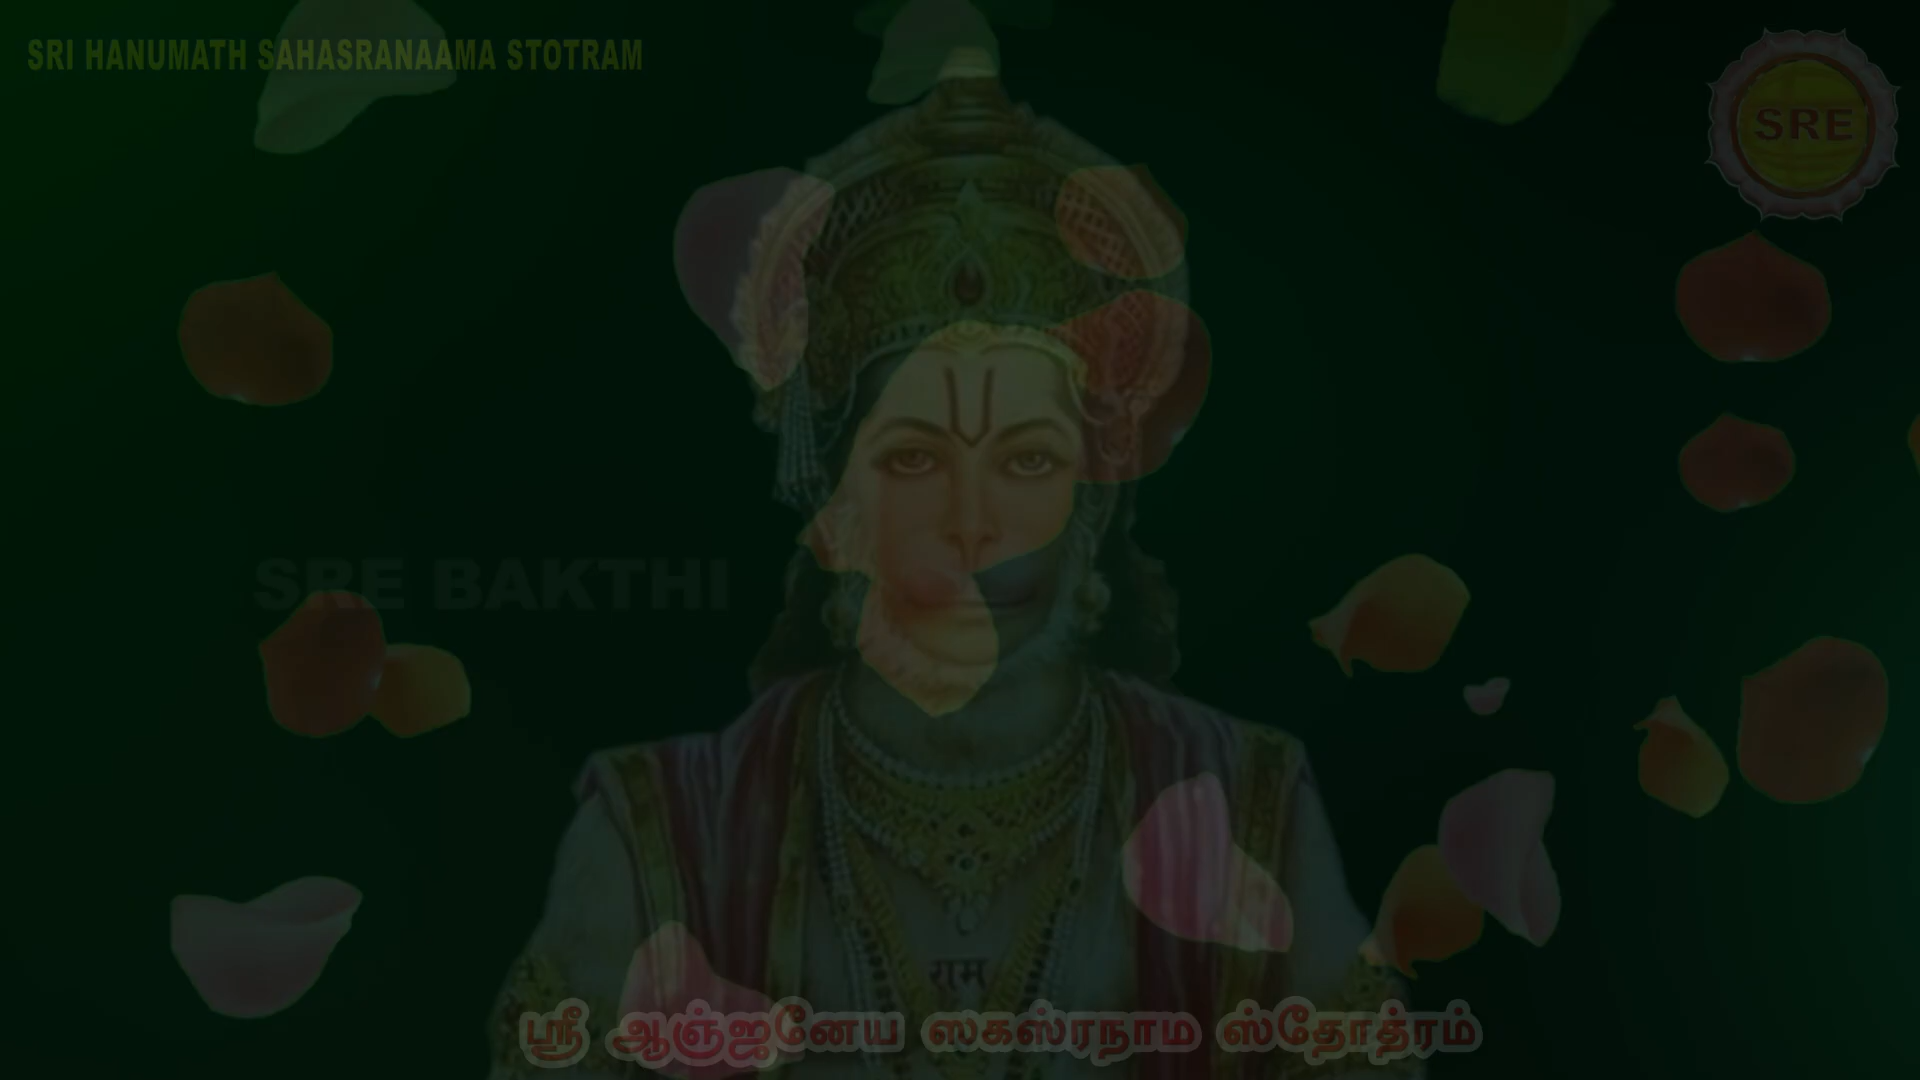 SRI HANUMATH SAHASRANAAMA STOTRAM
SRE
SRE BAKTHI
राम
ஸ்ரீ ஆஞ்ஜனேய ஸகஸ்ரநாம ஸ்தோத்ரம்